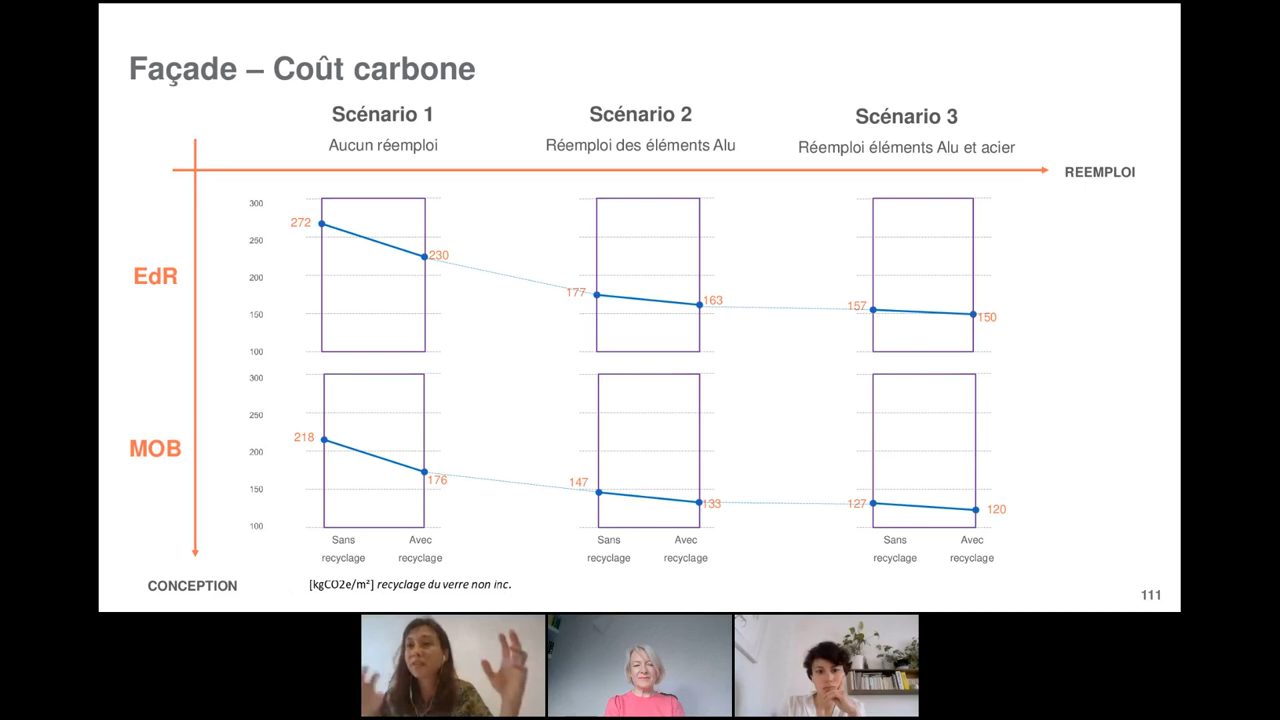 Façade – Coût carbone
Scénario 1
Scénario 2
Scénario 3
Aucun réemploi
Réemploi des éléments Alu
Réemploi éléments Alu et acier
REEMPLOI
EdR
300
250
200
150
100
272
230
177
163
157
150
MOB
300
250
200
150
100
218
176
147
133
127
120
Sans
recyclage
Avec
recyclage
Sans
recyclage
Avec
recyclage
Sans
recyclage
Avec
recyclage
CONCEPTION
[kgCO2e/m²] recyclage du verre non inc.
111